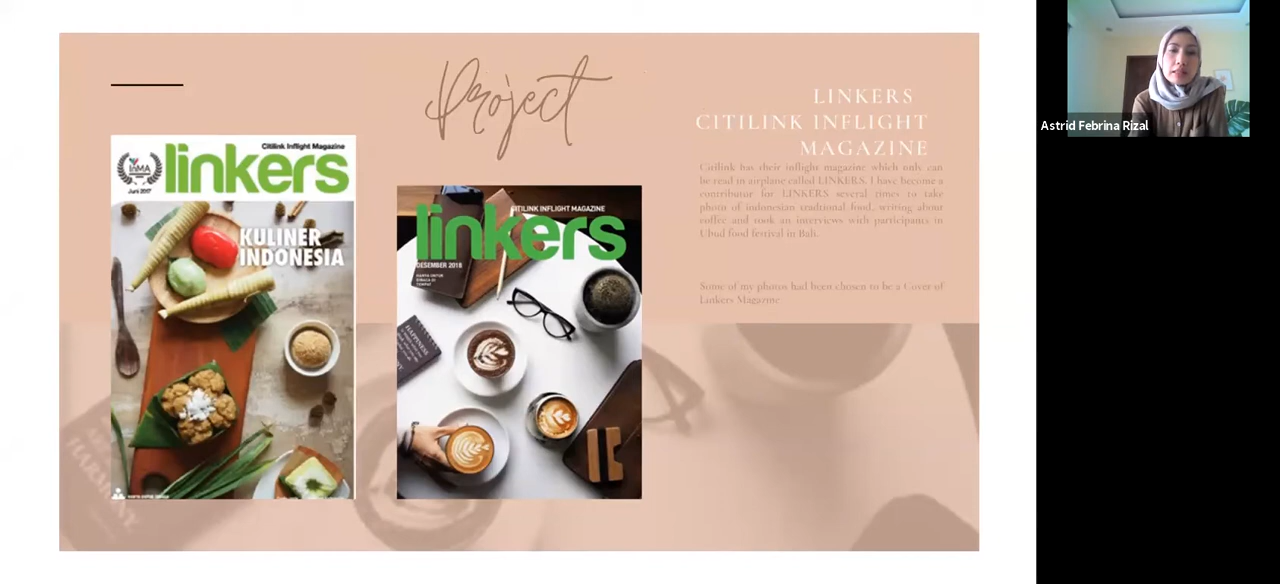 Project
LINKERS
CITILINK INFLIGHT
MAGAZINE
Citilink has their inflight magazine which only can
be read in airplane called LINKERS. I have become a
contributor for LINKERS several times to take
photo of indonesian traditional food, writing about
coffee and took an interviews with participants in
Ubud food festival in Bali.
Some of my photos had been chosen to be a Cover of
Linkers Magazine
Citilink Inflight Magazine
InMA
Juni 2017
linkers
KULINER
INDONESIA
CITILINK INFLIGHT MAGAZINE
linkers
DESEMBER 2018
HAPPINESS
Astrid Febrina Rizal